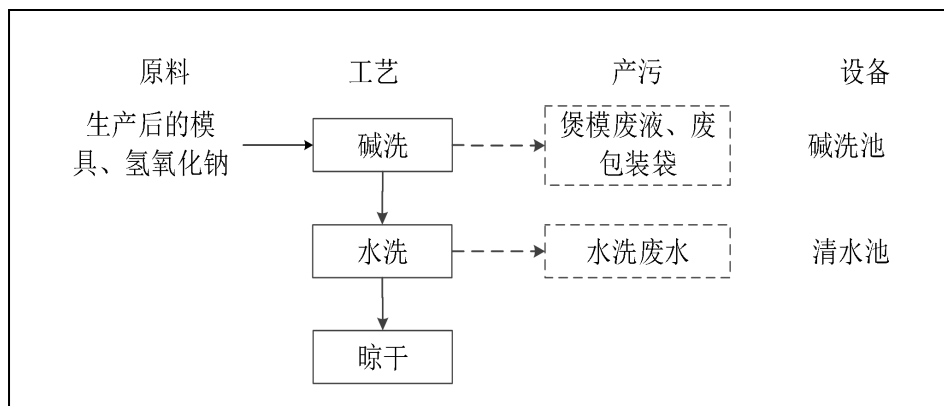 原料 工艺 产污 设备
生产后的模
具、氢氧化钠
碱洗
煲模废液、废
包装袋
碱洗池
水洗
水洗废水
清水池
晾干